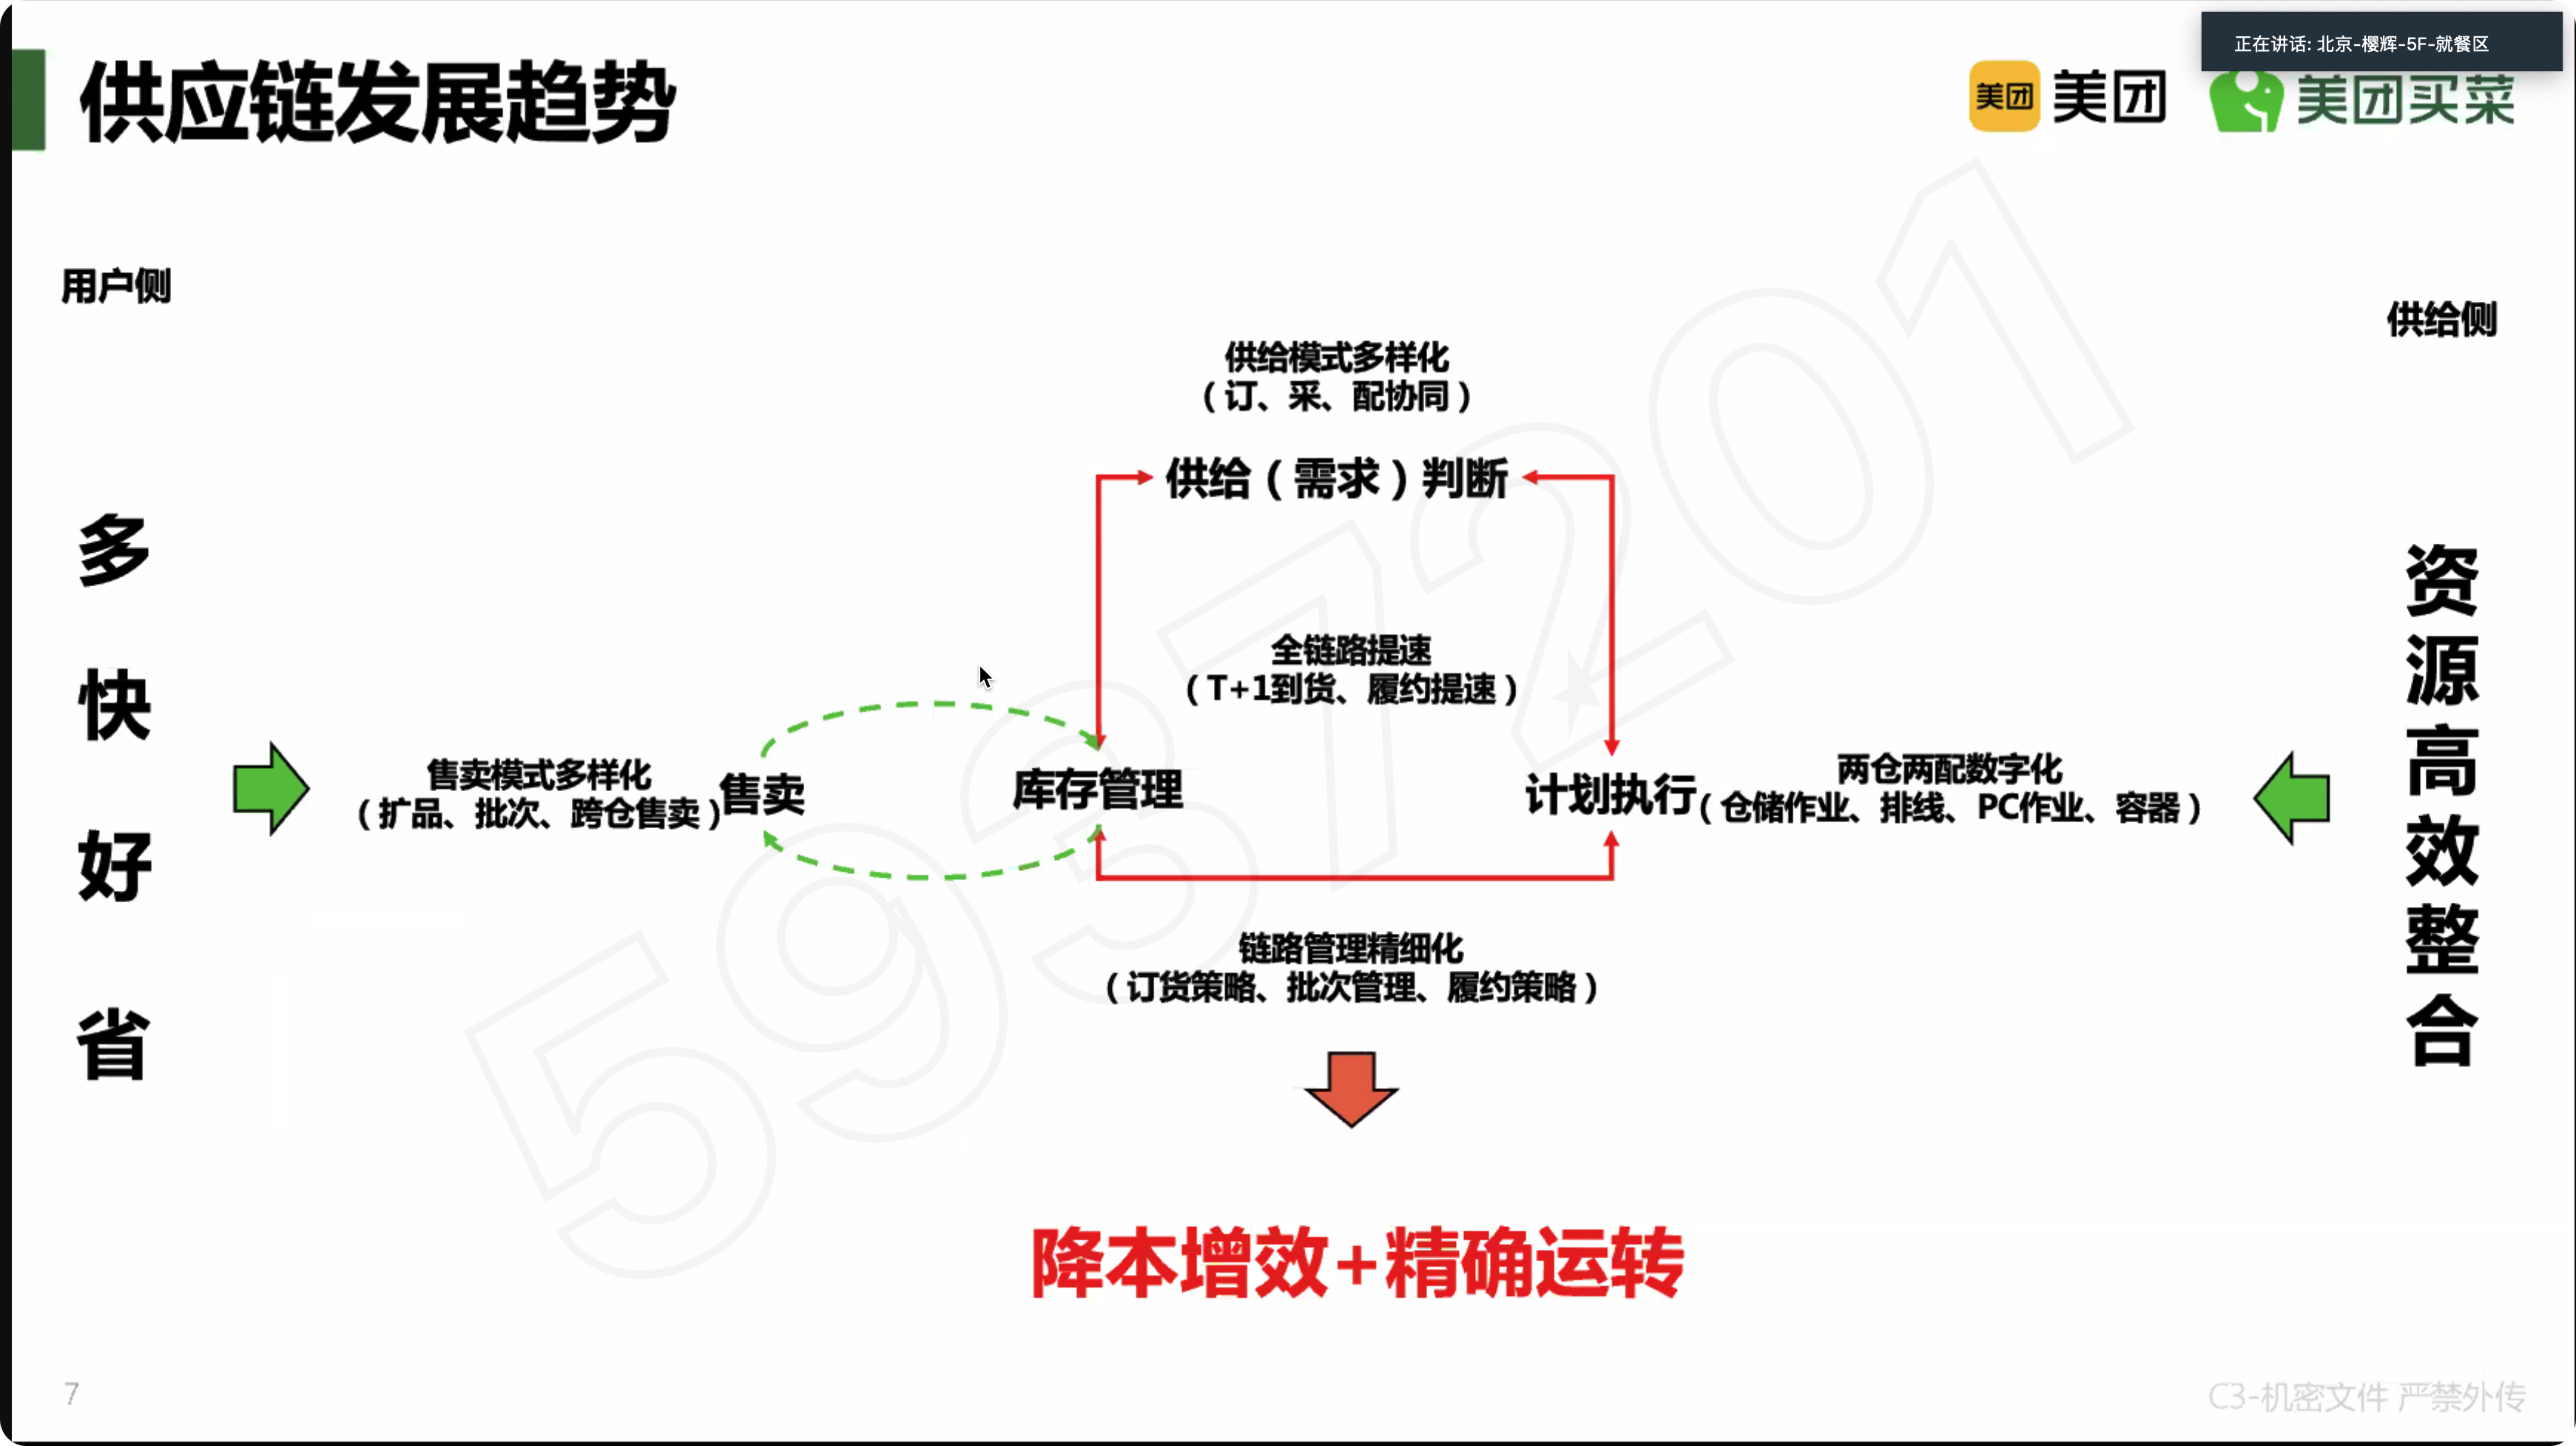 正在讲话: 北京-樱辉-5F-就餐区
供应链发展趋势
美团 美团
美团买菜
用户侧
供给侧
供给模式多样化
（订、采、配协同）
供给（需求）判断
多
快
好
省
全链路提速
（T+1到货、履约提速）
售卖模式多样化
（扩品、批次、跨仓售卖）
售卖
库存管理
计划执行
两仓两配数字化
（仓储作业、排线、PC作业、容器）
资
源
高
效
整
合
链路管理精细化
（订货策略、批次管理、履约策略）
降本增效+精确运转
7
C3-机密文件 严禁外传
59372201